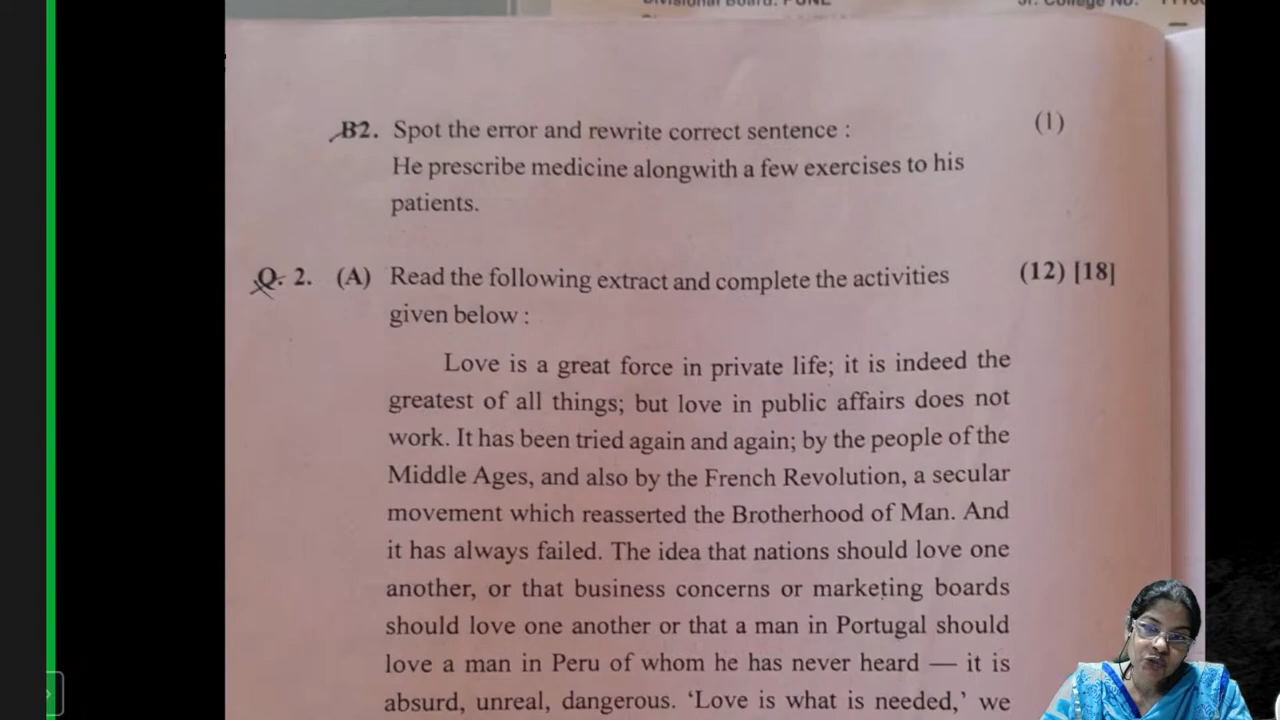 Divisional Board: PUNE
Jr. College No.
B2. Spot the error and rewrite correct sentence : (1)
He prescribe medicine alongwith a few exercises to his
patients.
Q. 2. (A) Read the following extract and complete the activities (12) [18]
given below :
Love is a great force in private life; it is indeed the
greatest of all things; but love in public affairs does not
work. It has been tried again and again; by the people of the
Middle Ages, and also by the French Revolution, a secular
movement which reasserted the Brotherhood of Man. And
it has always failed. The idea that nations should love one
another, or that business concerns or marketing boards
should love one another or that a man in Portugal should
love a man in Peru of whom he has never heard — it is
absurd, unreal, dangerous. ‘Love is what is needed,’ we